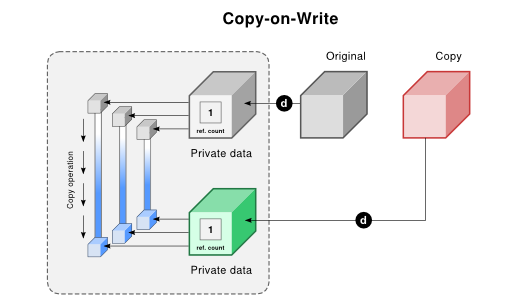 Copy-on-Write
Original
Copy
1
ref. count
d
Private data
Copy operation
1
ref. count
d
Private data